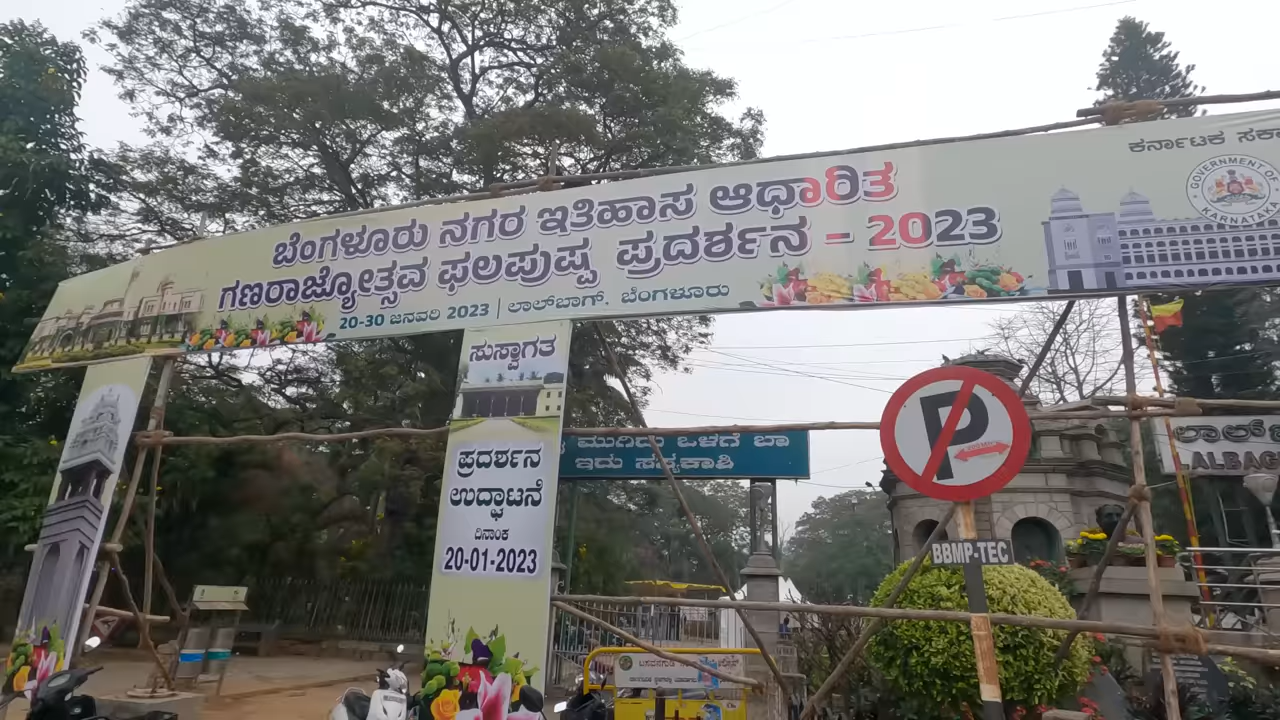 ಕರ್ನಾಟಕ
GOVERNMENT OF
KARNATAKA
ಬೆಂಗಳೂರು ನಗರ ಇತಿಹಾಸ ಆಧಾರಿತ
ಗಣರಾಜ್ಯೋತ್ಸವ ಫಲಪುಷ್ಪ ಪ್ರದರ್ಶನ - 2023
20-30 ಜನವರಿ 2023 | ಲಾಲ್‌ಬಾಗ್. ಬೆಂಗಳೂರು
ಸುಸ್ವಾಗತ
ಪ್ರದರ್ಶನ
ಉದ್ಘಾಟನೆ
ದಿನಾಂಕ
20-01-2023
ಮುಗಿದು ಒಳಗೆ ಬಾ
ಇದು ಸಸ್ಯಕಾಶಿ
P
BBMP-TEC
ಲಾಲ್
LALBAG